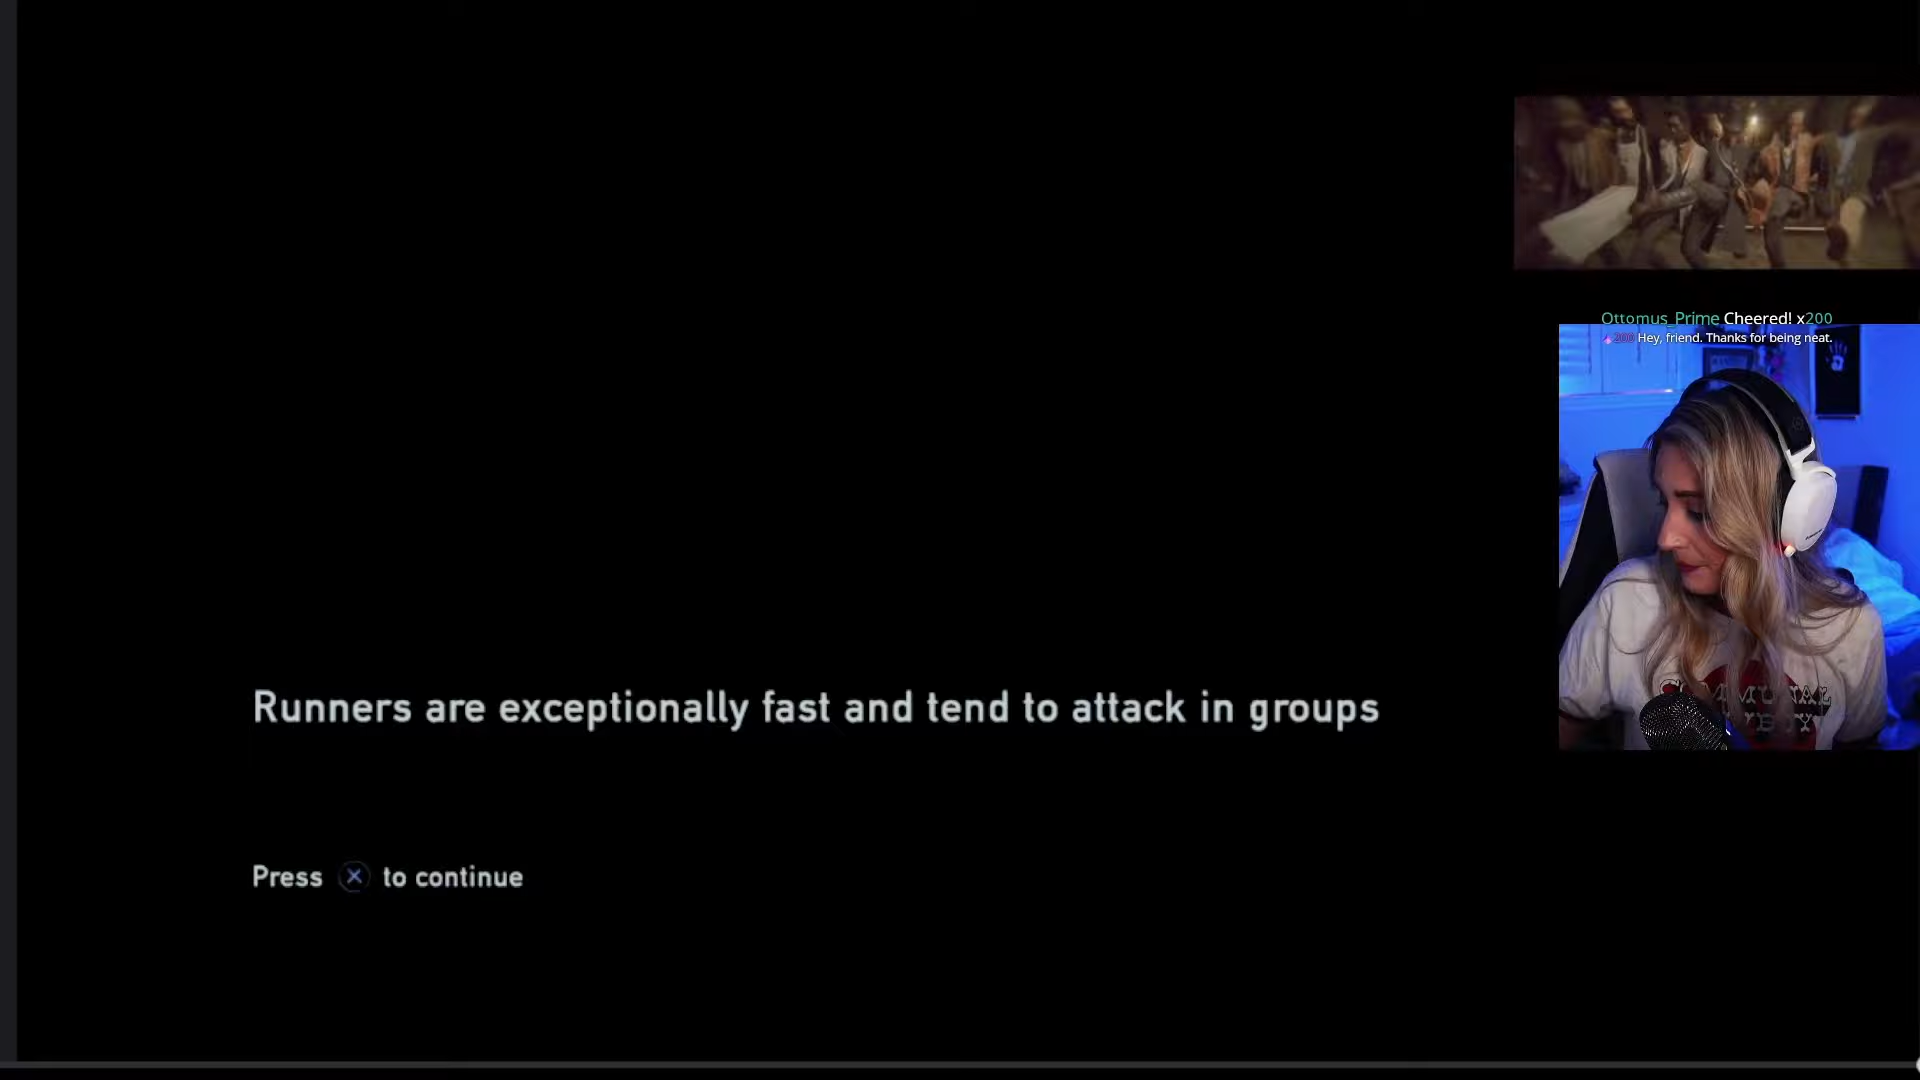 Ottomus_Prime Cheered! x200
200 Hey, friend. Thanks for being neat.
Runners are exceptionally fast and tend to attack in groups
Press ⓧ to continue